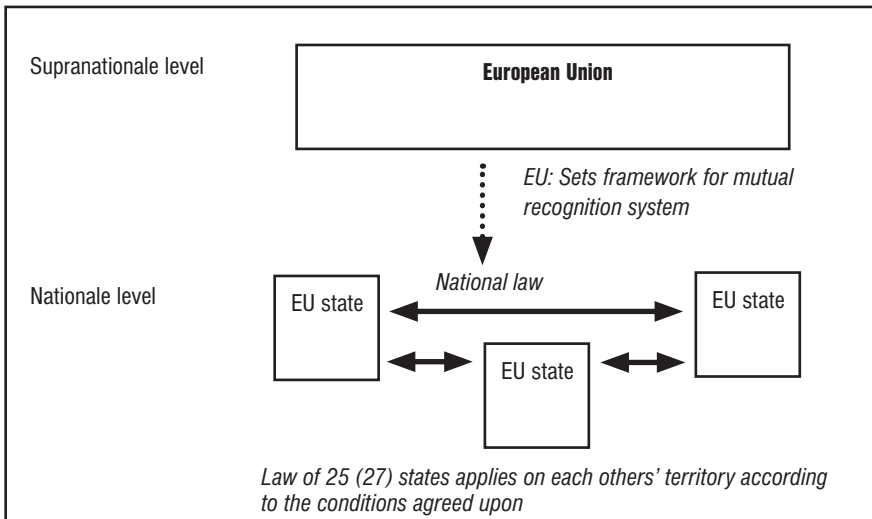 Supranationale level
European Union
EU: Sets framework for mutual
recognition system
Nationale level
National law
EU state
EU state
EU state
Law of 25 (27) states applies on each others’ territory according
to the conditions agreed upon